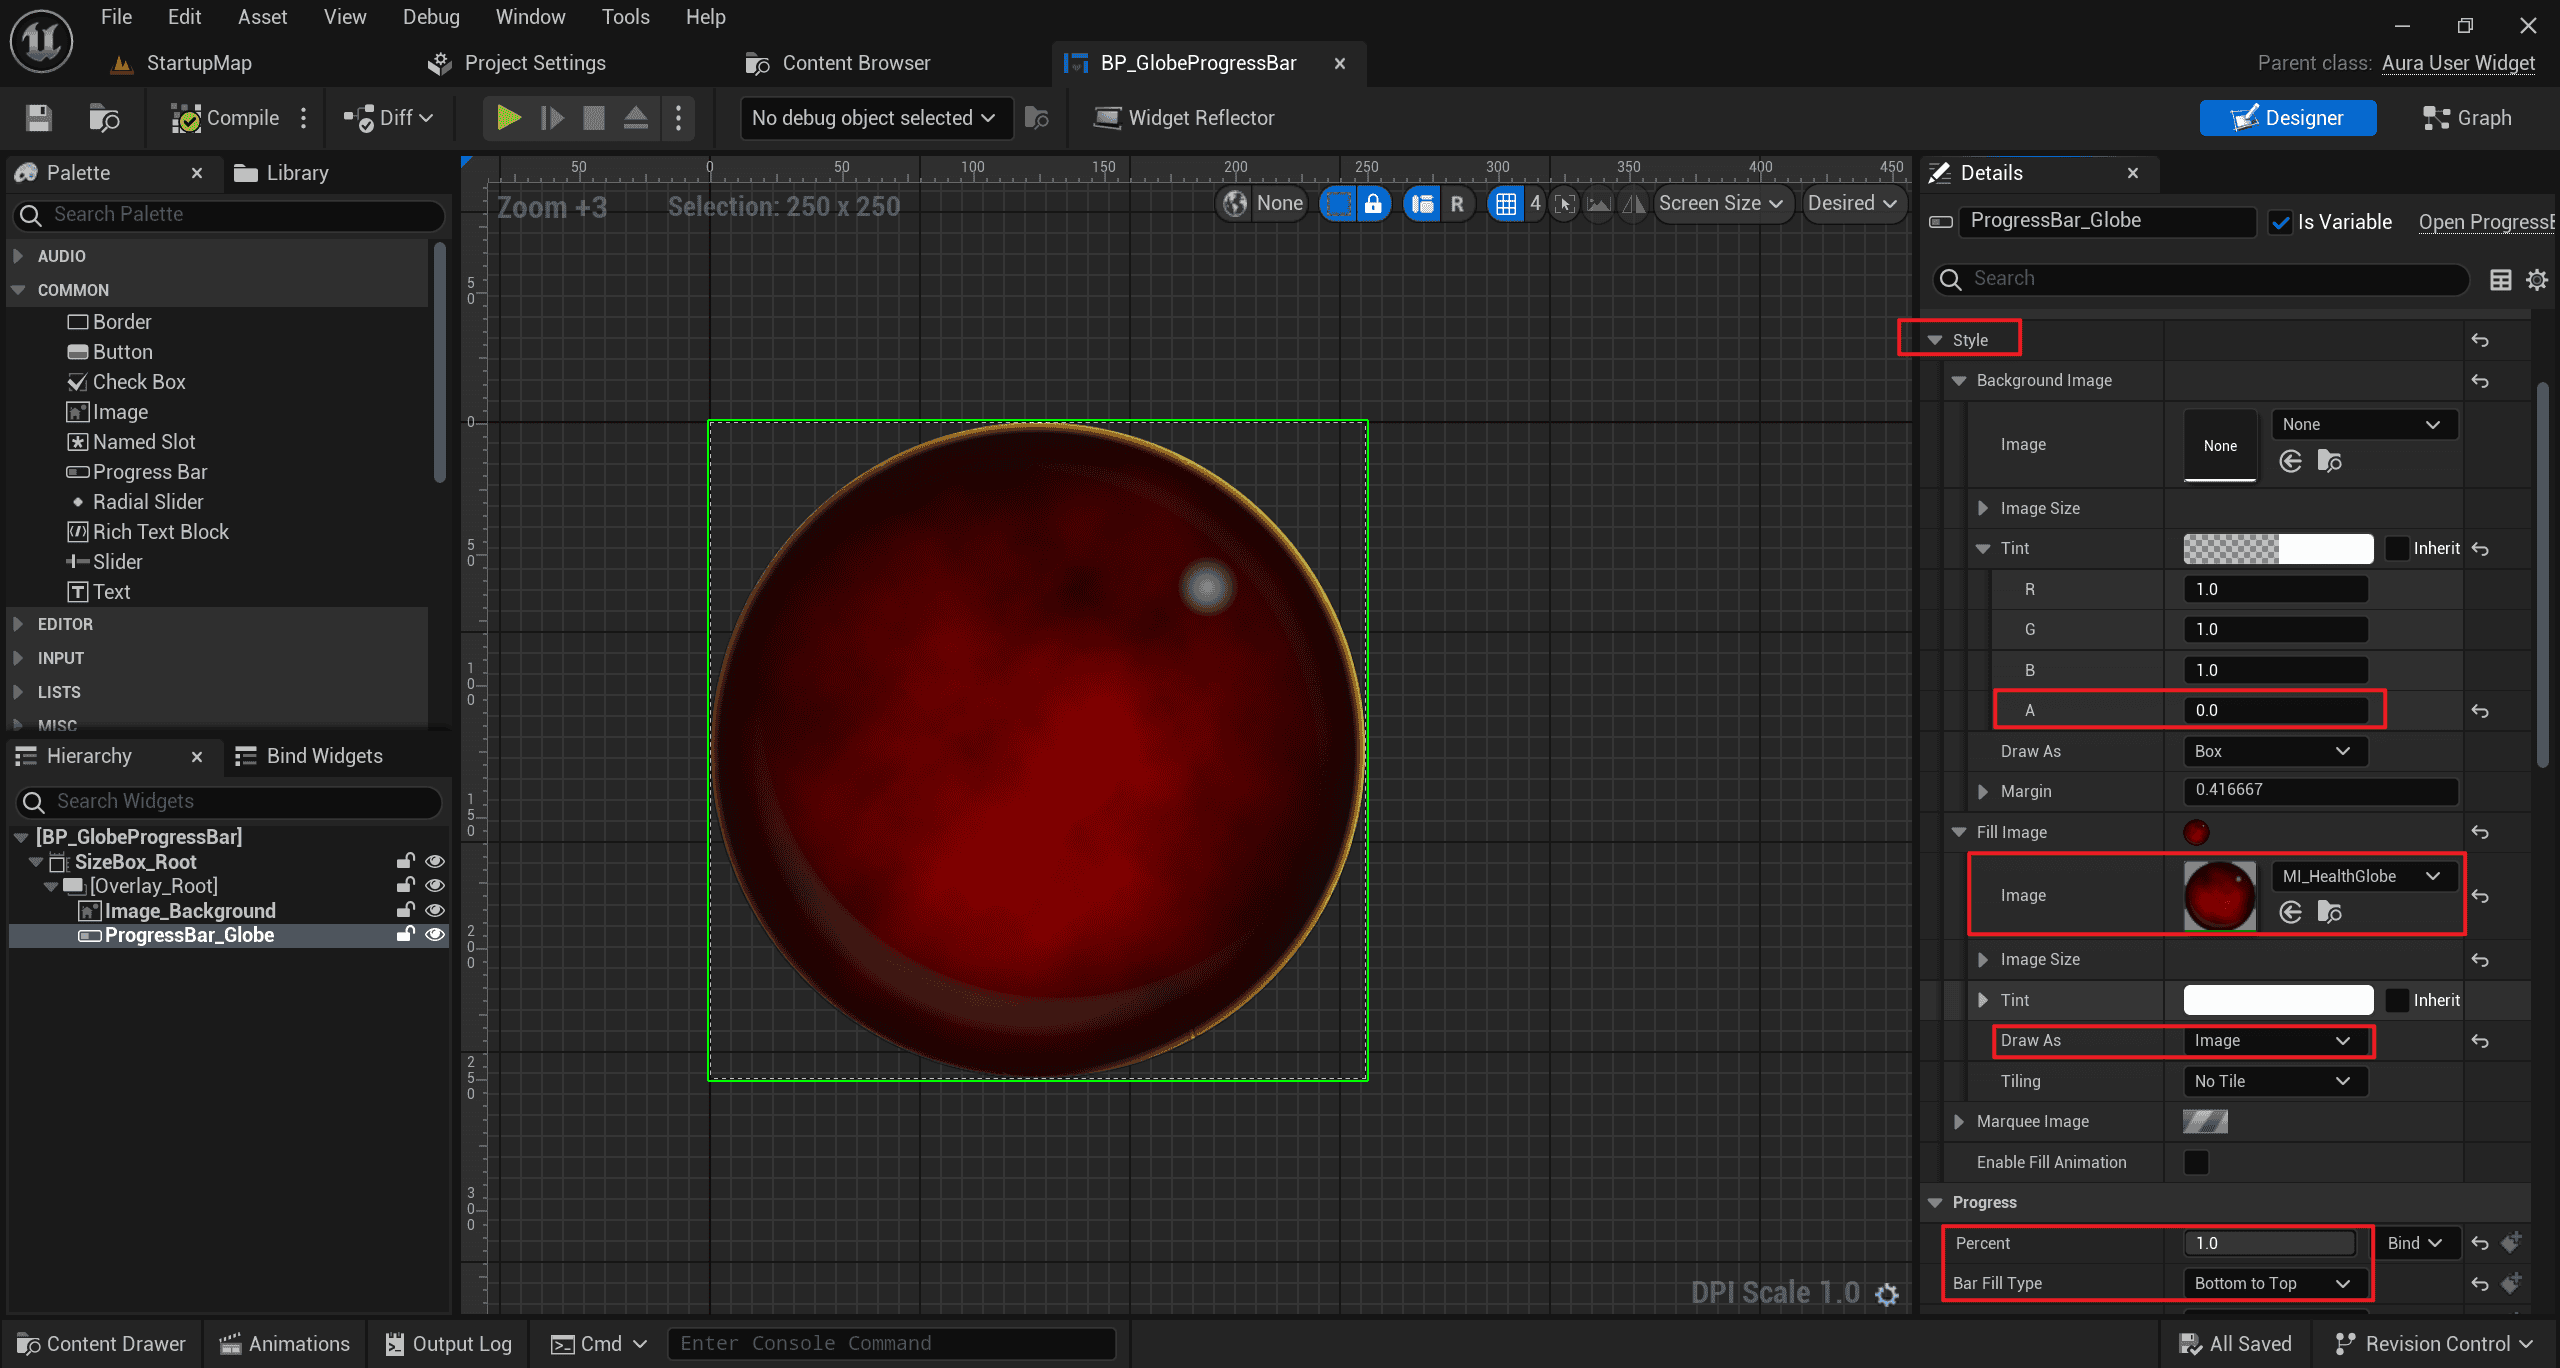 File Edit Asset View Debug Window Tools Help
StartupMap Project Settings Content Browser BP_GlobeProgressBar Parent class: Aura User Widget
Compile Diff No debug object selected Widget Reflector Designer Graph
Palette Library
Search Palette
AUDIO
COMMON
Border
Button
Check Box
Image
Named Slot
Progress Bar
Radial Slider
Rich Text Block
Slider
Text
EDITOR
INPUT
LISTS
MISC
Hierarchy Bind Widgets
Search Widgets
[BP_GlobeProgressBar]
SizeBox_Root
[Overlay_Root]
Image_Background
ProgressBar_Globe
50 0 50 100 150 200 250 300 350 400 450
Zoom +3 Selection: 250 x 250 None R 4 Screen Size Desired
50
0
50
100
150
200
250
300
DPI Scale 1.0
Details
ProgressBar_Globe Is Variable Open ProgressB
Search
Style
Background Image
Image None None
Image Size
Tint Inherit
R 1.0
G 1.0
B 1.0
A 0.0
Draw As Box
Margin 0.416667
Fill Image
Image MI_HealthGlobe
Image Size
Tint Inherit
Draw As Image
Tiling No Tile
Marquee Image
Enable Fill Animation
Progress
Percent 1.0 Bind
Bar Fill Type Bottom to Top
Content Drawer Animations Output Log Cmd Enter Console Command All Saved Revision Control